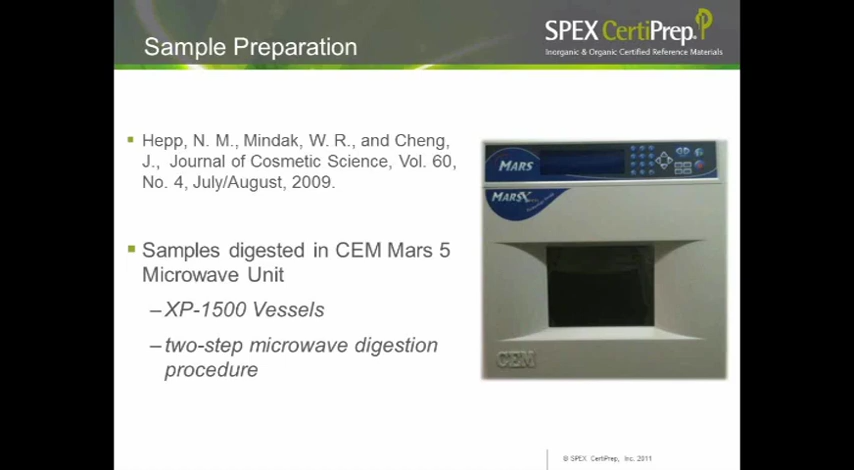 Sample Preparation
SPEX CertiPrep.
Inorganic & Organic Certified Reference Materials
▪ Hepp, N. M., Mindak, W. R., and Cheng,
J., Journal of Cosmetic Science, Vol. 60,
No. 4, July/August, 2009.
▪ Samples digested in CEM Mars 5
Microwave Unit
–XP-1500 Vessels
–two-step microwave digestion
procedure
MARS
MARSX
CEM
© SPEX CertiPrep, Inc. 2011